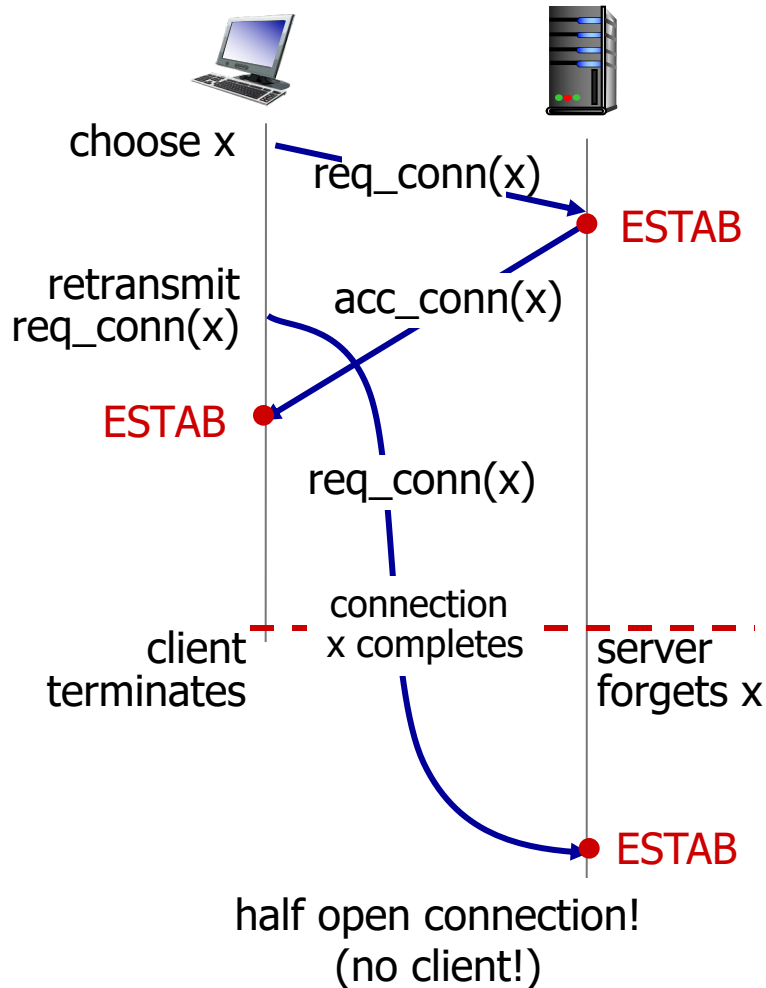 choose x
req_conn(x)
ESTAB
retransmit
req_conn(x)
acc_conn(x)
ESTAB
req_conn(x)
connection
x completes
client
terminates
server
forgets x
ESTAB
half open connection!
(no client!)